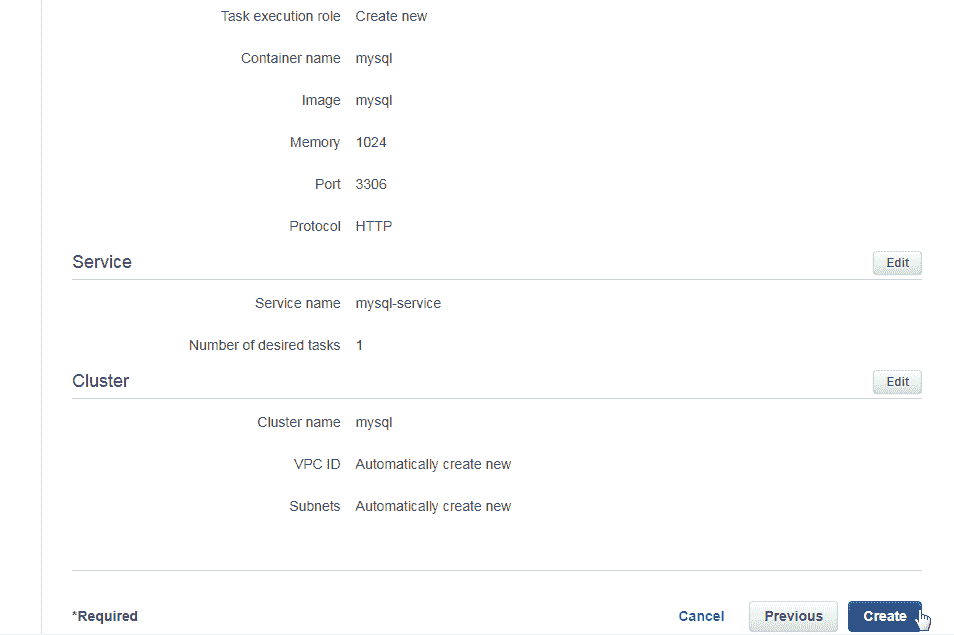 Task execution role Create new
Container name mysql
Image mysql
Memory 1024
Port 3306
Protocol HTTP
Service Edit
Service name mysql-service
Number of desired tasks 1
Cluster Edit
Cluster name mysql
VPC ID Automatically create new
Subnets Automatically create new
*Required Cancel Previous Create